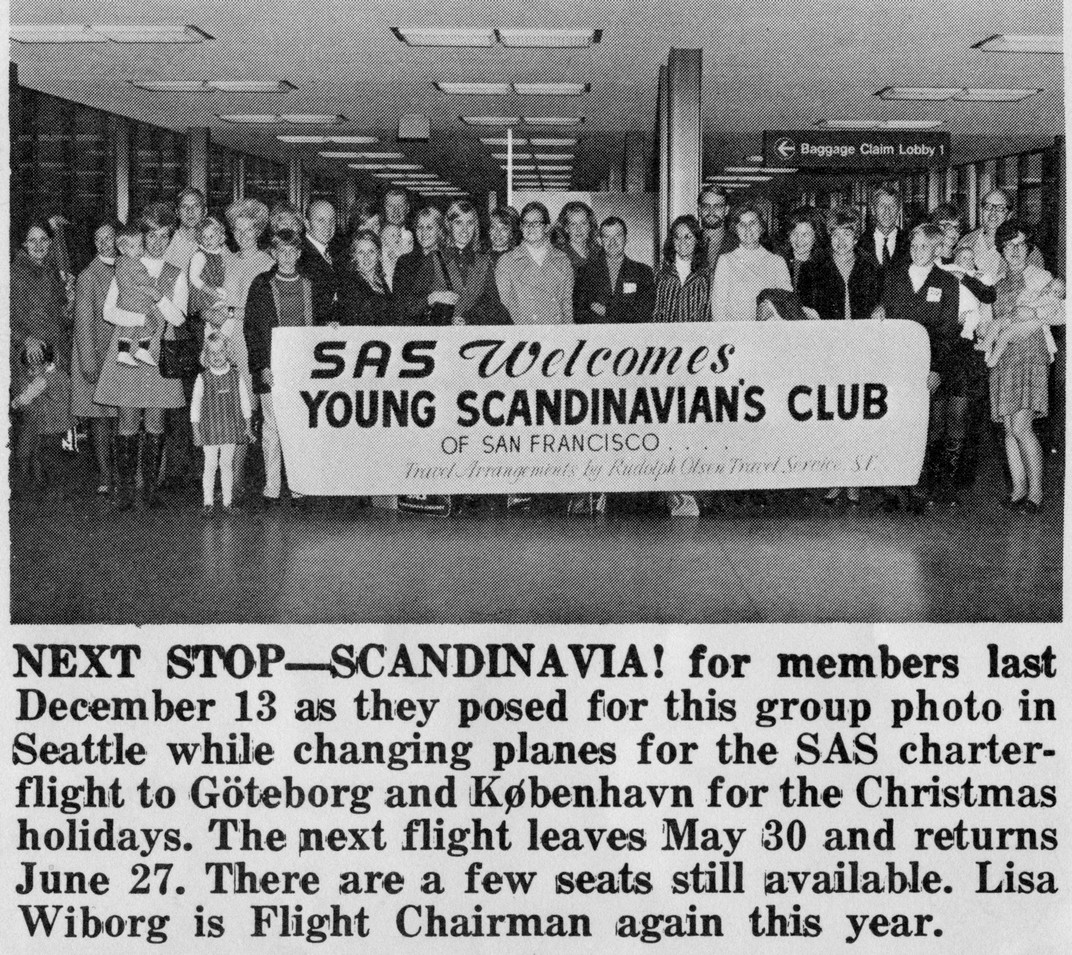 Baggage Claim Lobby 1
SAS Welcomes
YOUNG SCANDINAVIAN'S CLUB
OF SAN FRANCISCO . . . .
Travel Arrangements by Rudolph Olsen Travel Service, S.F.
NEXT STOP—SCANDINAVIA! for members last
December 13 as they posed for this group photo in
Seattle while changing planes for the SAS charter-
flight to Göteborg and København for the Christmas
holidays. The next flight leaves May 30 and returns
June 27. There are a few seats still available. Lisa
Wiborg is Flight Chairman again this year.